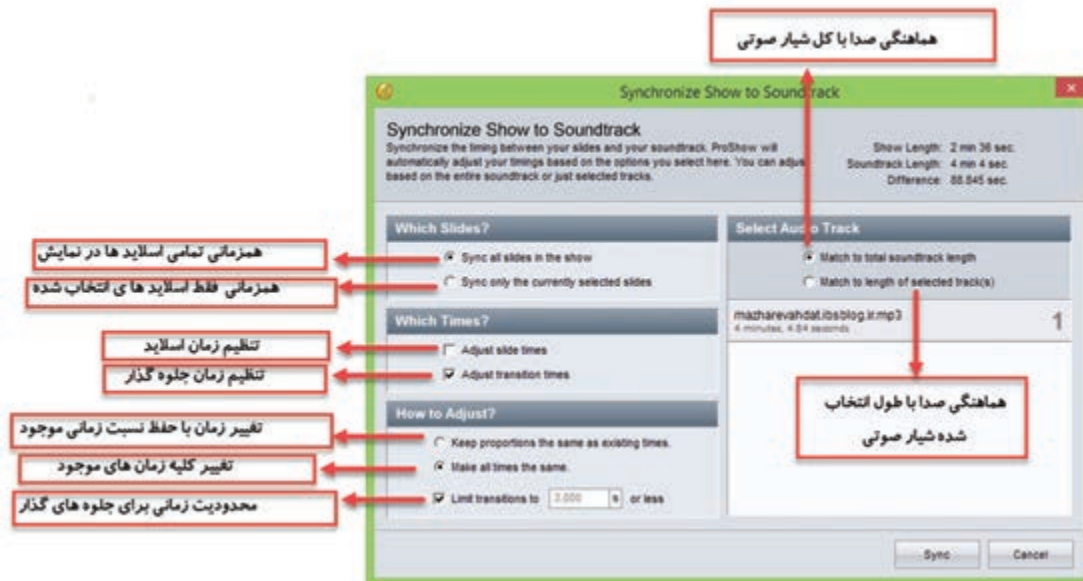 هماهنگی صدا با کل شیار صوتی
Synchronize Show to Soundtrack
Synchronize Show to Soundtrack
Synchronize the timing between your slides and your soundtrack. ProShow will
automatically adjust your timings based on the options you select here. You can adjus
based on the entire soundtrack or just selected tracks.
Show Length: 2 min 36 sec.
Soundtrack Length: 4 min 4 sec.
Difference: 88.845 sec.
Which Slides?
همزمانی تمامی اسلاید ها در نمایش
Sync all slides in the show
همزمانی فقط اسلاید ها ی انتخاب شده
Sync only the currently selected slides
Which Times?
تنظیم زمان اسلاید
Adjust slide times
تنظیم زمان جلوه گذار
Adjust transition times
How to Adjust?
تغییر زمان با حفظ نسبت زمانی موجود
Keep proportions the same as existing times.
تغییر کلیه زمان های موجود
Make all times the same.
محدودیت زمانی برای جلوه های گذار
Limit transitions to 3.000 s or less
Select Audio Track
Match to total soundtrack length
Match to length of selected track(s)
mazharevahdat.ibsblog.ir.mp3
4 minutes, 4.84 seconds
1
هماهنگی صدا با طول انتخاب
شده شیار صوتی
Sync
Cancel